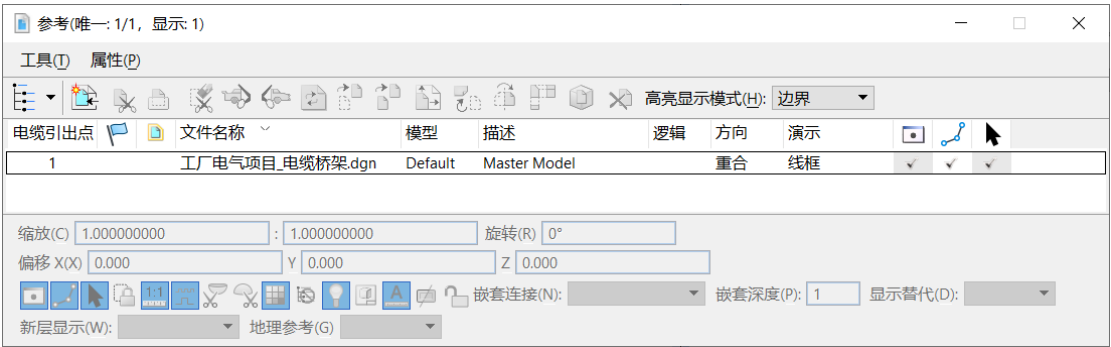 参考(唯一: 1/1，显示: 1)
工具(T) 属性(P)
高亮显示模式(H): 边界
电缆引出点 文件名称 模型 描述 逻辑 方向 演示
1 工厂电气项目_电缆桥架.dgn Default Master Model 重合 线框
缩放(C) 1.000000000 : 1.000000000 旋转(R) 0°
偏移 X(X) 0.000 Y 0.000 Z 0.000
1:1 A 嵌套连接(N): 嵌套深度(P): 1 显示替代(D):
新层显示(W): 地理参考(G)